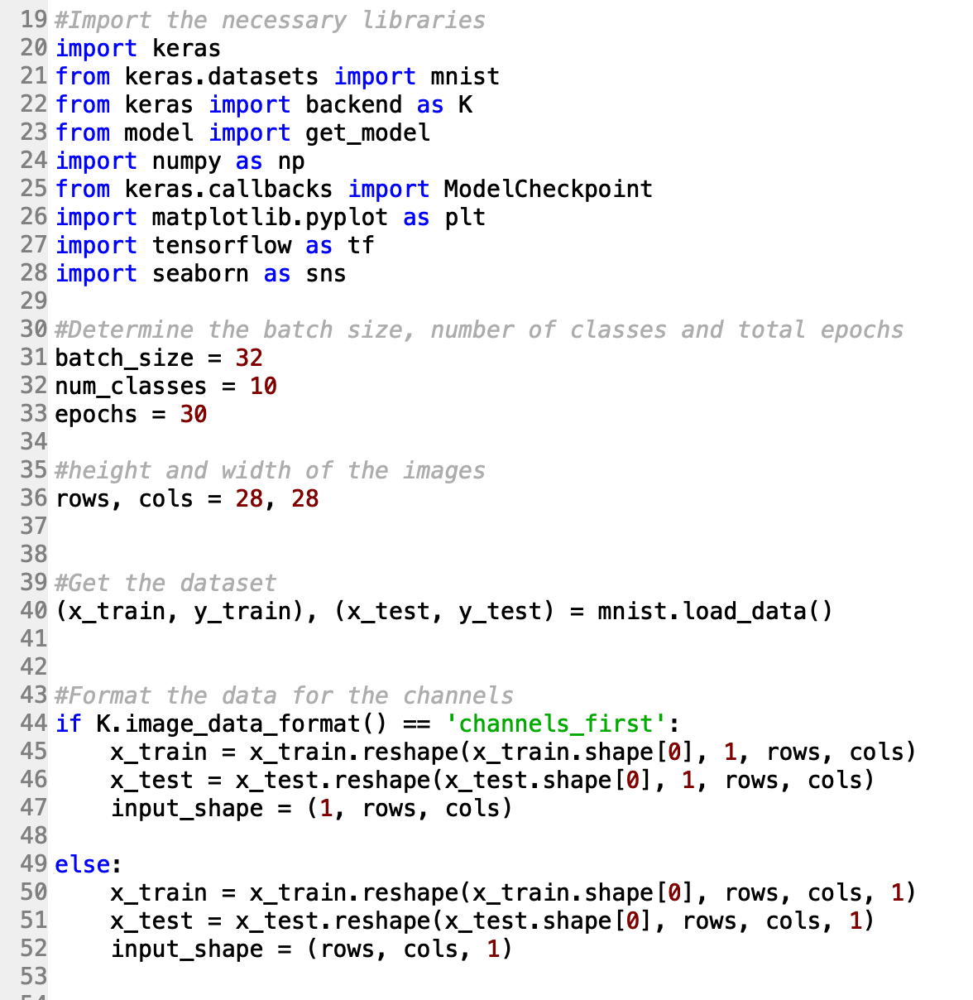 19 #Import the necessary libraries
20 import keras
21 from keras.datasets import mnist
22 from keras import backend as K
23 from model import get_model
24 import numpy as np
25 from keras.callbacks import ModelCheckpoint
26 import matplotlib.pyplot as plt
27 import tensorflow as tf
28 import seaborn as sns
29
30 #Determine the batch size, number of classes and total epochs
31 batch_size = 32
32 num_classes = 10
33 epochs = 30
34
35 #height and width of the images
36 rows, cols = 28, 28
37
38
39 #Get the dataset
40 (x_train, y_train), (x_test, y_test) = mnist.load_data()
41
42
43 #Format the data for the channels
44 if K.image_data_format() == 'channels_first':
45     x_train = x_train.reshape(x_train.shape[0], 1, rows, cols)
46     x_test = x_test.reshape(x_test.shape[0], 1, rows, cols)
47     input_shape = (1, rows, cols)
48
49 else:
50     x_train = x_train.reshape(x_train.shape[0], rows, cols, 1)
51     x_test = x_test.reshape(x_test.shape[0], rows, cols, 1)
52     input_shape = (rows, cols, 1)
53